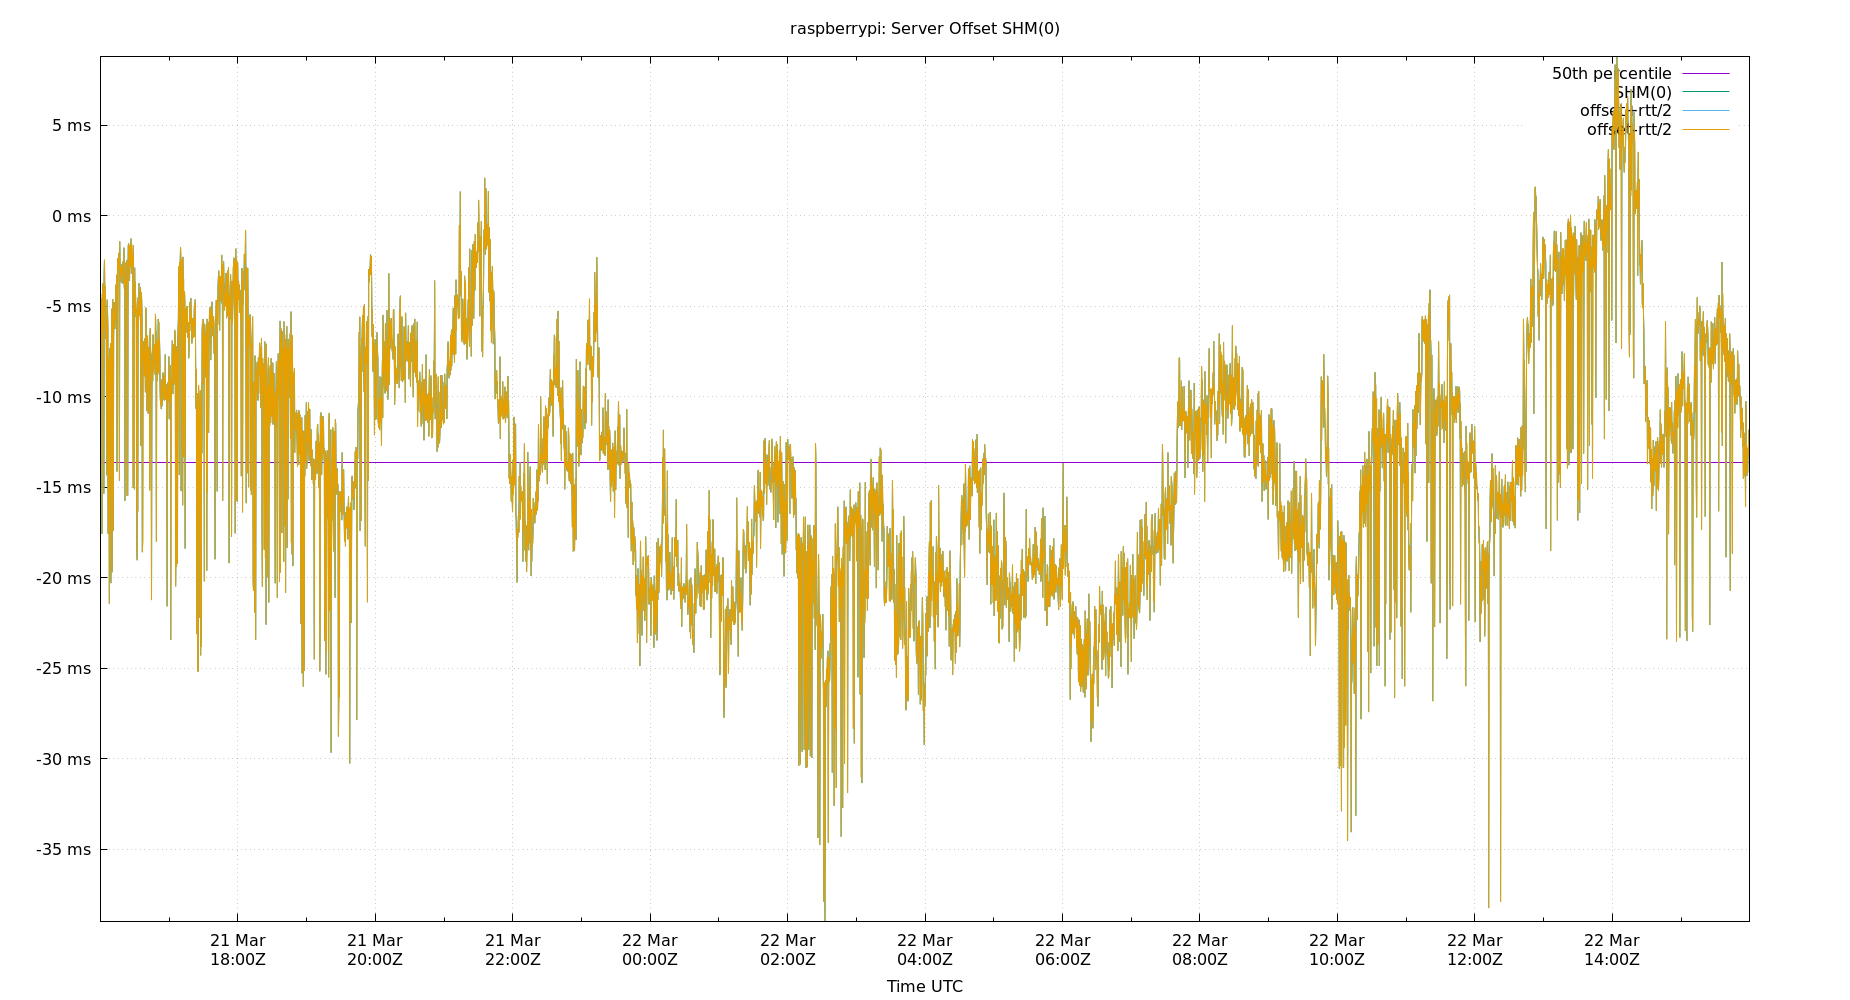 raspberrypi: Server Offset SHM(0)
50th percentile
SHM(0)
offset+rtt/2
offset-rtt/2
5 ms
0 ms
-5 ms
-10 ms
-15 ms
-20 ms
-25 ms
-30 ms
-35 ms
21 Mar
18:00Z
21 Mar
20:00Z
21 Mar
22:00Z
22 Mar
00:00Z
22 Mar
02:00Z
22 Mar
04:00Z
22 Mar
06:00Z
22 Mar
08:00Z
22 Mar
10:00Z
22 Mar
12:00Z
22 Mar
14:00Z
Time UTC